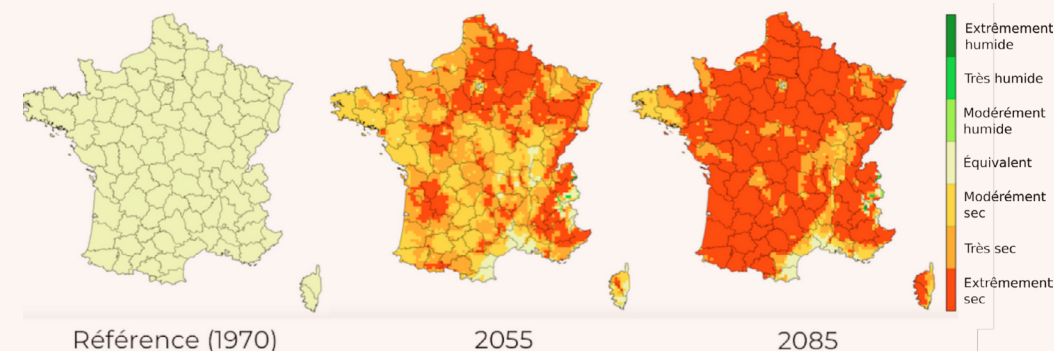 Extrêmement
humide
Très humide
Modérément
humide
Équivalent
Modérément
sec
Très sec
Extrêmement
sec
Référence (1970)
2055
2085